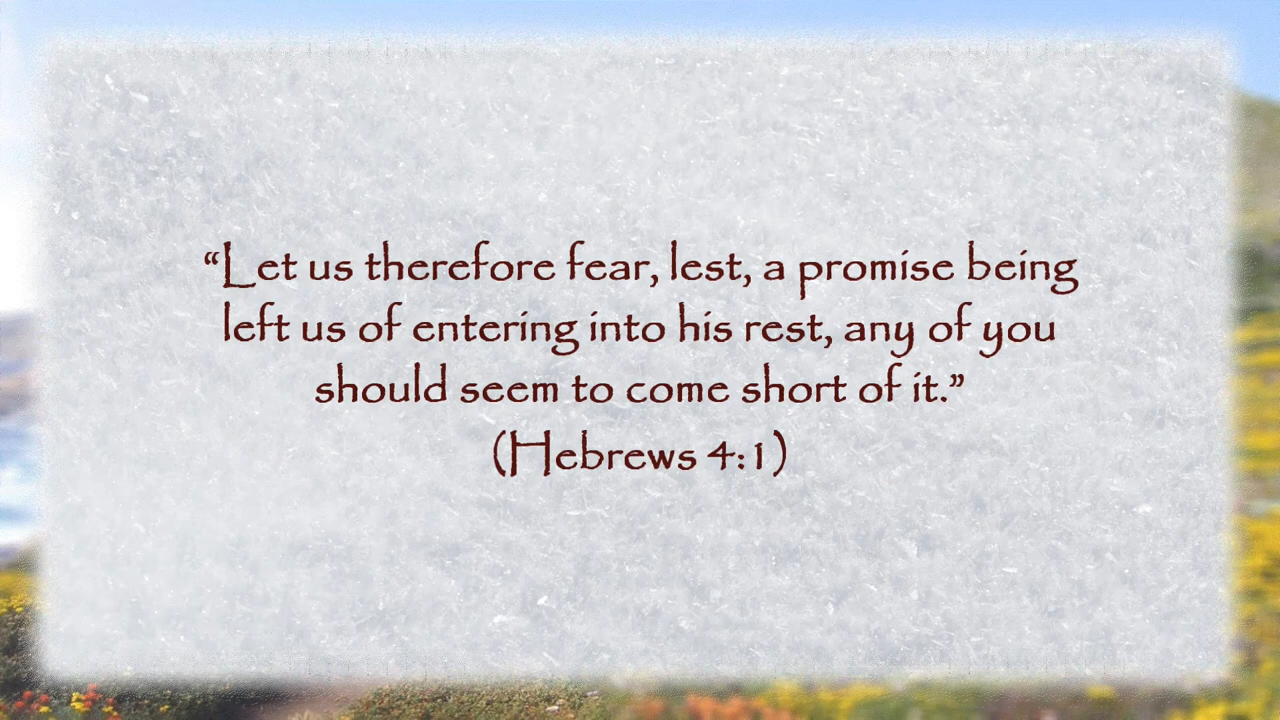 “Let us therefore fear, lest, a promise being
left us of entering into his rest, any of you
should seem to come short of it.”
(Hebrews 4:1)